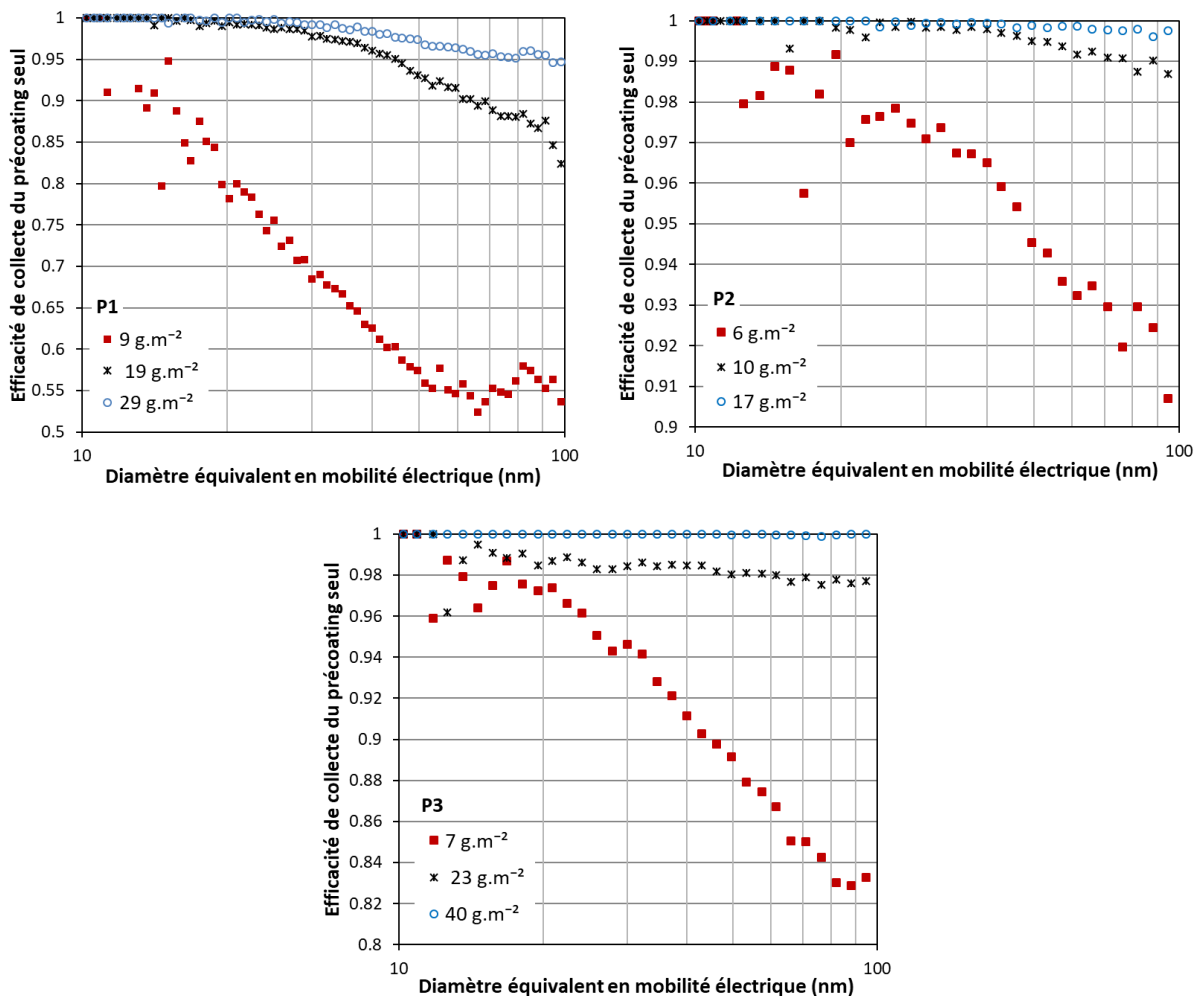 Efficacité de collecte du précoating seul
1
0.95
0.9
0.85
0.8
0.75
0.7
0.65
0.6
0.55
0.5
P1
9 g.m⁻²
19 g.m⁻²
29 g.m⁻²
10
100
Diamètre équivalent en mobilité électrique (nm)
Efficacité de collecte du précoating seul
1
0.99
0.98
0.97
0.96
0.95
0.94
0.93
0.92
0.91
0.9
P2
6 g.m⁻²
10 g.m⁻²
17 g.m⁻²
10
100
Diamètre équivalent en mobilité électrique (nm)
Efficacité de collecte du précoating seul
1
0.98
0.96
0.94
0.92
0.9
0.88
0.86
0.84
0.82
0.8
P3
7 g.m⁻²
23 g.m⁻²
40 g.m⁻²
10
100
Diamètre équivalent en mobilité électrique (nm)